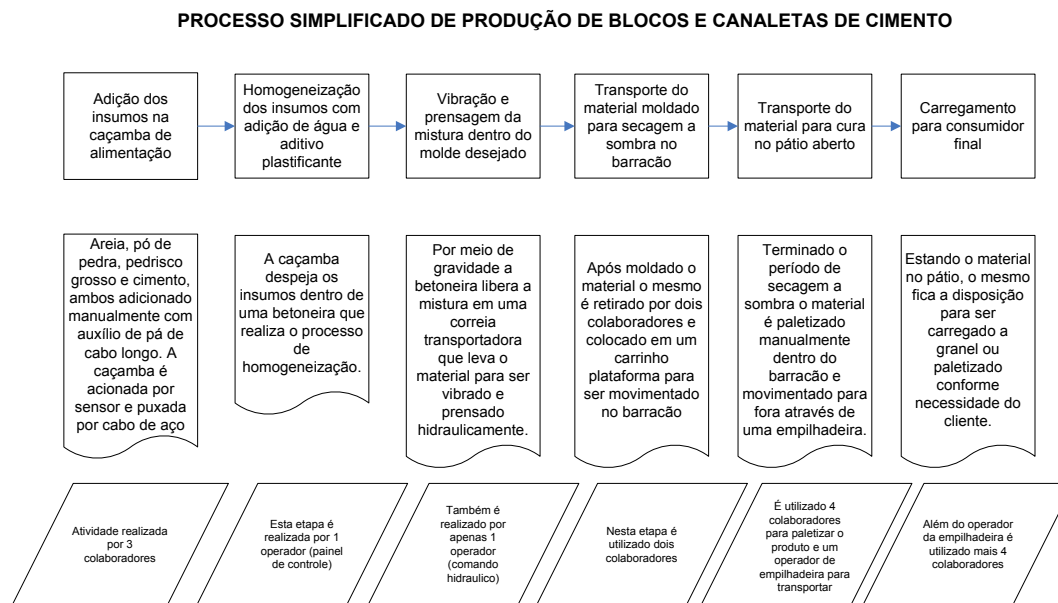 PROCESSO SIMPLIFICADO DE PRODUÇÃO DE BLOCOS E CANALETAS DE CIMENTO
Adição dos
insumos na
caçamba de
alimentação
Homogeneização
dos insumos com
adição de água e
aditivo
plastificante
Vibração e
prensagem da
mistura dentro do
molde desejado
Transporte do
material moldado
para secagem a
sombra no
barracão
Transporte do
material para cura
no pátio aberto
Carregamento
para consumidor
final
Areia, pó de
pedra, pedrisco
grosso e cimento,
ambos adicionado
manualmente com
auxílio de pá de
cabo longo. A
caçamba é
acionada por
sensor e puxada
por cabo de aço
A caçamba
despeja os
insumos dentro de
uma betoneira que
realiza o processo
de
homogeneização.
Por meio de
gravidade a
betoneira libera a
mistura em uma
correia
transportadora
que leva o
material para ser
vibrado e
prensado
hidraulicamente.
Após moldado o
material o mesmo
é retirado por dois
colaboradores e
colocado em um
carrinho
plataforma para
ser movimentado
no barracão
Terminado o
período de
secagem a
sombra o material
é paletizado
manualmente
dentro do
barracão e
movimentado para
fora através de
uma empilhadeira.
Estando o material
no pátio, o mesmo
fica a disposição
para ser
carregado a
granel ou
paletizado
conforme
necessidade do
cliente.
Atividade realizada
por 3
colaboradores
Esta etapa é
realizada por 1
operador (painel
de controle)
Também é
realizado por
apenas 1
operador
(comando
hidraulico)
Nesta etapa é
utilizado dois
colaboradores
É utilizado 4
colaboradores
para paletizar o
produto e um
operador de
empilhadeira para
transportar
Além do operador
da empilhadeira é
utilizado mais 4
colaboradores